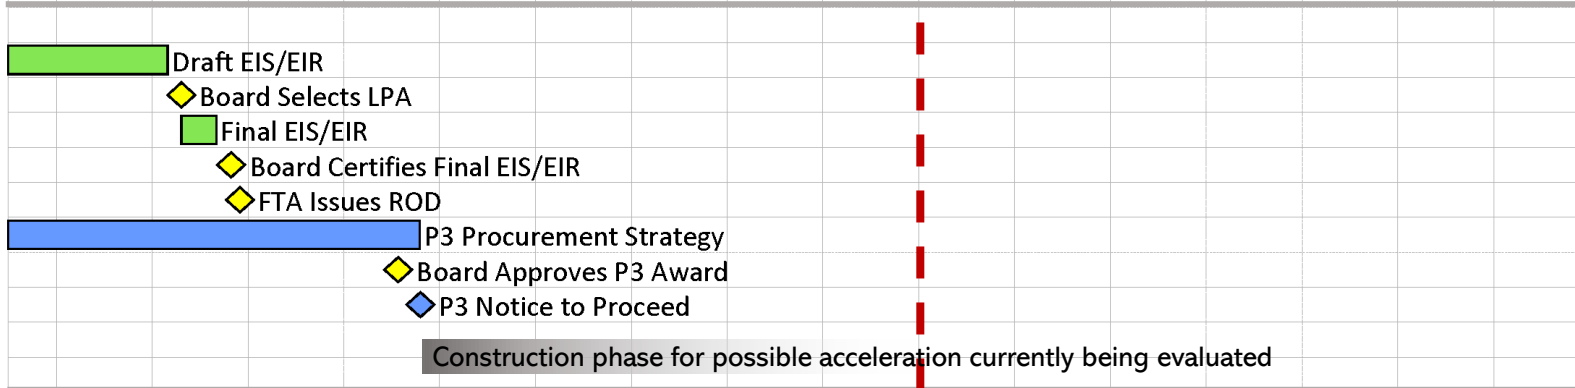 Draft EIS/EIR
Board Selects LPA
Final EIS/EIR
Board Certifies Final EIS/EIR
FTA Issues ROD
P3 Procurement Strategy
Board Approves P3 Award
P3 Notice to Proceed
Construction phase for possible acceleration currently being evaluated